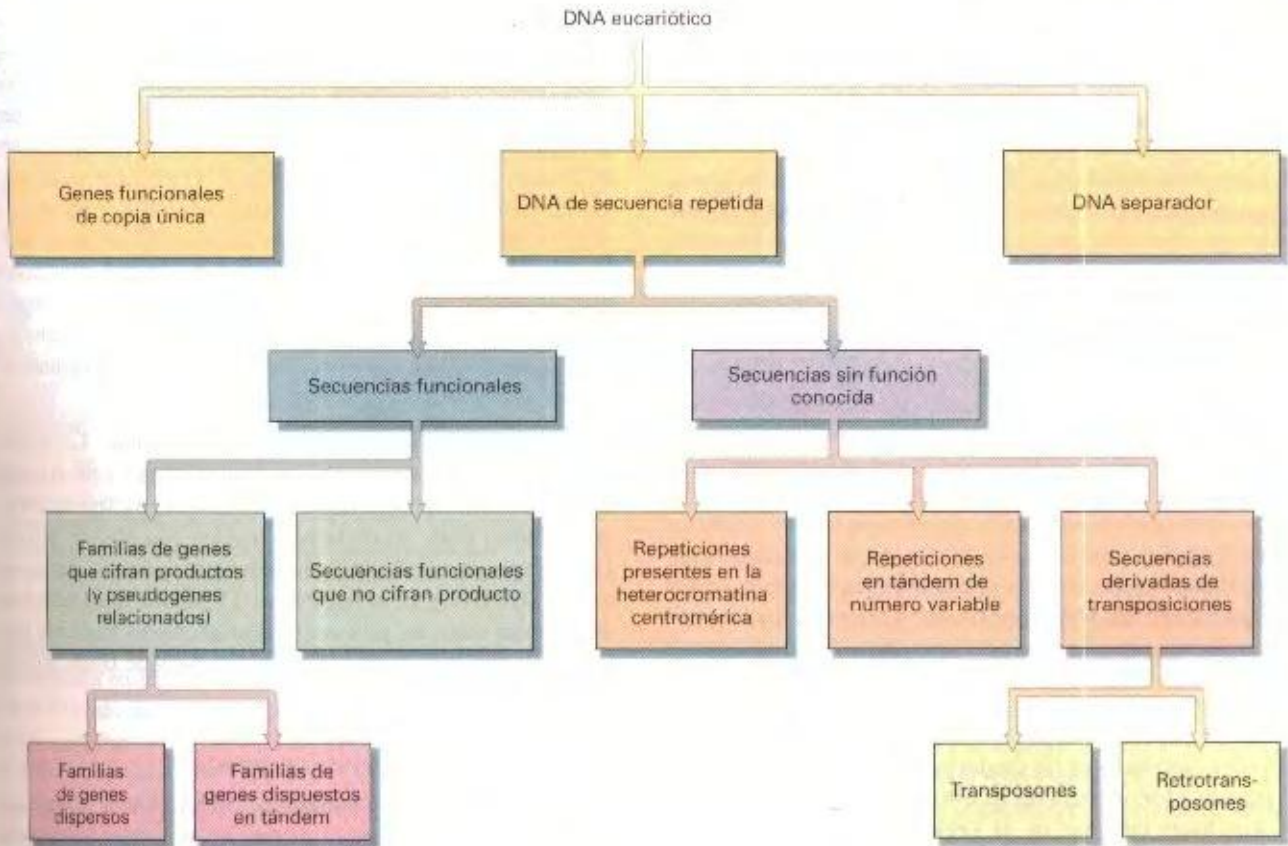 DNA eucariótico
Genes funcionales
de copia única
DNA de secuencia repetida
DNA separador
Secuencias funcionales
Secuencias sin función
conocida
Familias de genes
que cifran productos
(y pseudogenes
relacionados)
Secuencias funcionales
que no cifran producto
Repeticiones
presentes en la
heterocromatina
centromérica
Repeticiones
en tándem de
número variable
Secuencias
derivadas de
transposiciones
Familias
de genes
dispersos
Familias de
genes dispuestos
en tándem
Transposones
Retrotrans-
posones